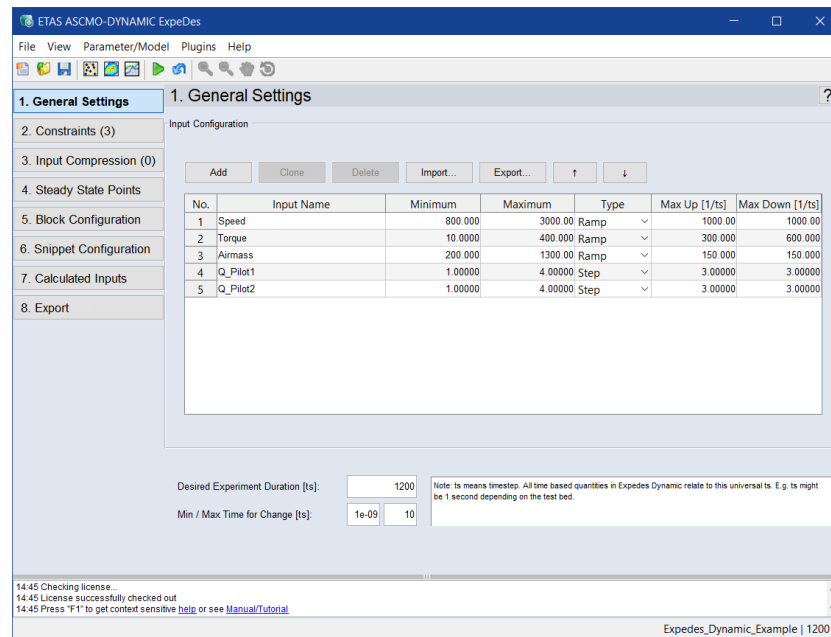 ETAS ASCMO-DYNAMIC ExpeDes
File View Parameter/Model Plugins Help
1. General Settings
2. Constraints (3)
3. Input Compression (0)
4. Steady State Points
5. Block Configuration
6. Snippet Configuration
7. Calculated Inputs
8. Export
1. General Settings ?
Input Configuration
Add Clone Delete Import... Export... ↑ ↓
No. Input Name Minimum Maximum Type Max Up [1/ts] Max Down [1/ts]
1 Speed 800.000 3000.00 Ramp 1000.00 1000.00
2 Torque 10.0000 400.000 Ramp 300.000 600.000
3 Airmass 200.000 1300.00 Ramp 150.000 150.000
4 Q_Pilot1 1.00000 4.00000 Step 3.00000 3.00000
5 Q_Pilot2 1.00000 4.00000 Step 3.00000 3.00000
Desired Experiment Duration [ts]: 1200
Min / Max Time for Change [ts]: 1e-09 10
Note: ts means timestep. All time based quantities in Expedes Dynamic relate to this universal ts. E.g. ts might
be 1 second depending on the test bed.
14:45 Checking license...
14:45 License successfully checked out
14:45 Press "F1" to get context sensitive help or see Manual/Tutorial
Expedes_Dynamic_Example | 1200